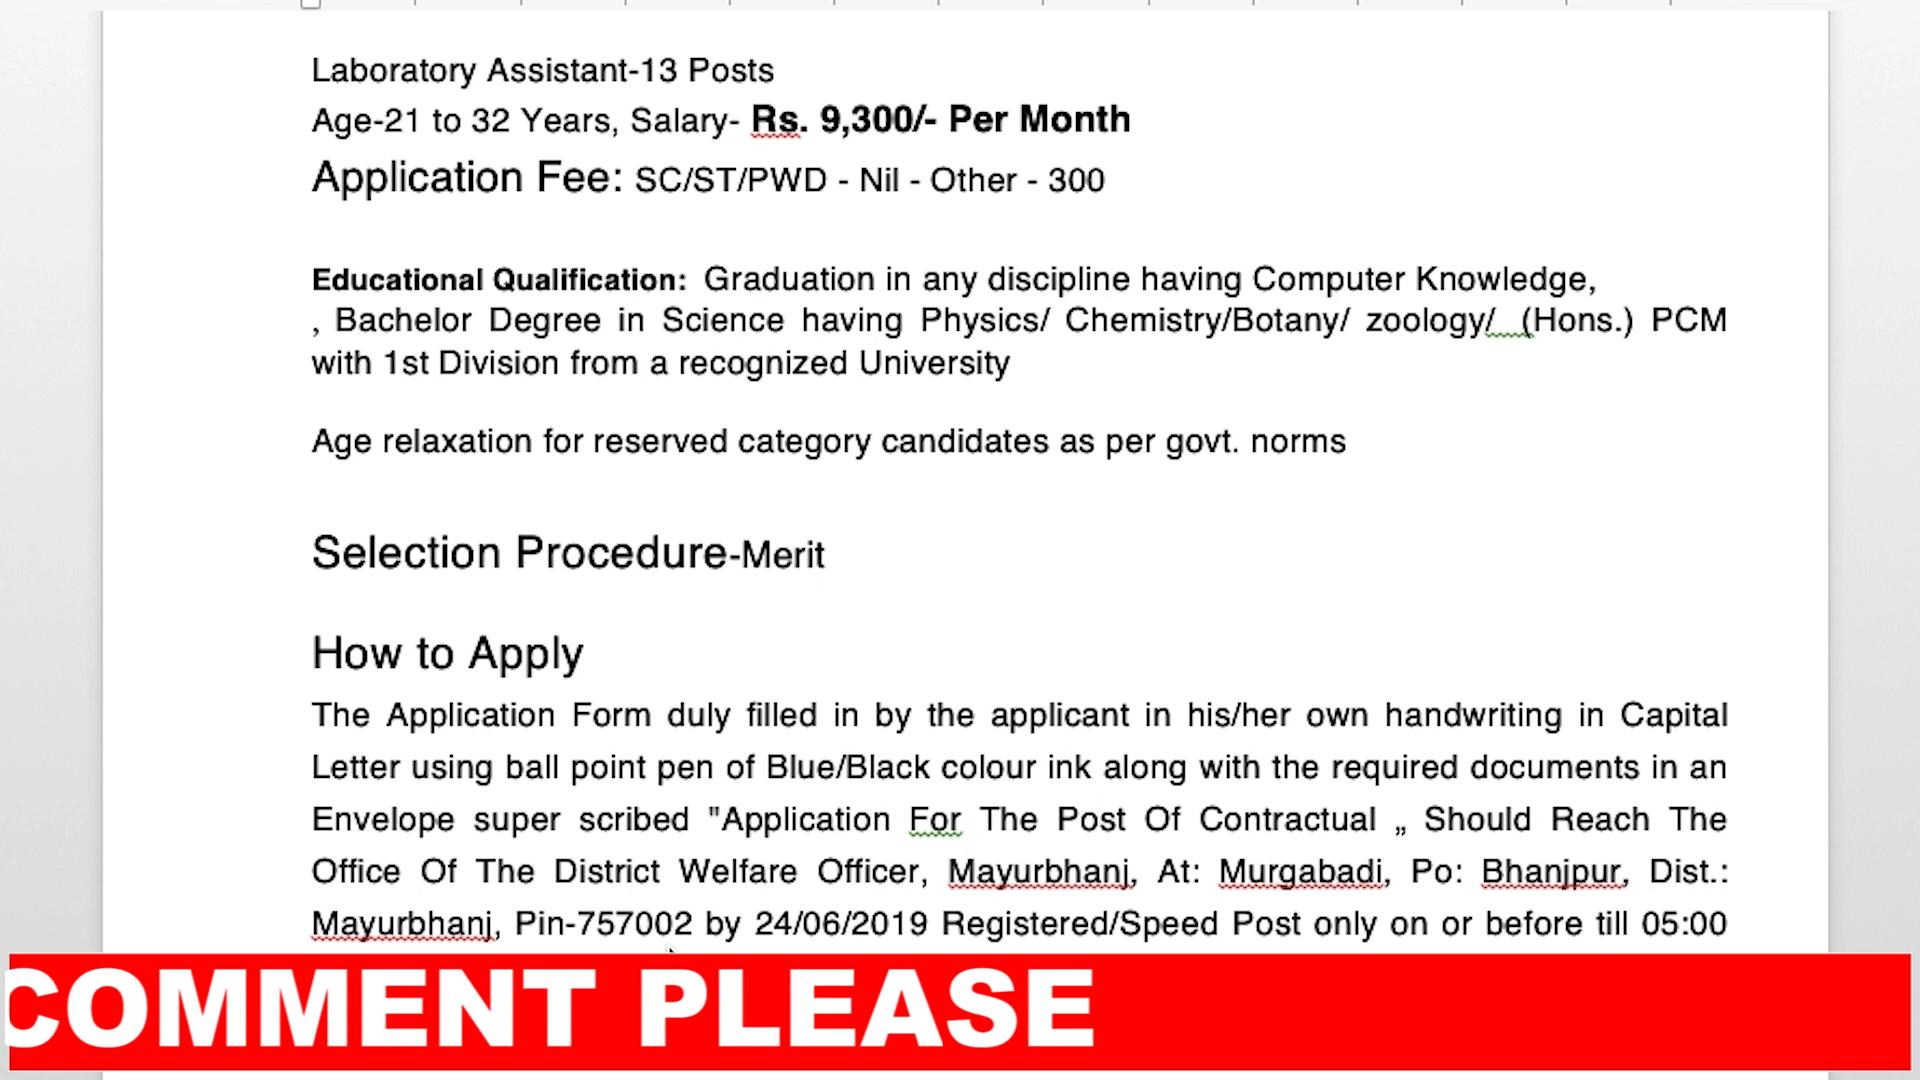 Laboratory Assistant-13 Posts
Age-21 to 32 Years, Salary- Rs. 9,300/- Per Month
Application Fee: SC/ST/PWD - Nil - Other - 300
Educational Qualification: Graduation in any discipline having Computer Knowledge,
, Bachelor Degree in Science having Physics/ Chemistry/Botany/ zoology/ (Hons.) PCM
with 1st Division from a recognized University
Age relaxation for reserved category candidates as per govt. norms
Selection Procedure-Merit
How to Apply
The Application Form duly filled in by the applicant in his/her own handwriting in Capital
Letter using ball point pen of Blue/Black colour ink along with the required documents in an
Envelope super scribed "Application For The Post Of Contractual „ Should Reach The
Office Of The District Welfare Officer, Mayurbhanj, At: Murgabadi, Po: Bhanjpur, Dist.:
Mayurbhanj, Pin-757002 by 24/06/2019 Registered/Speed Post only on or before till 05:00
COMMENT PLEASE